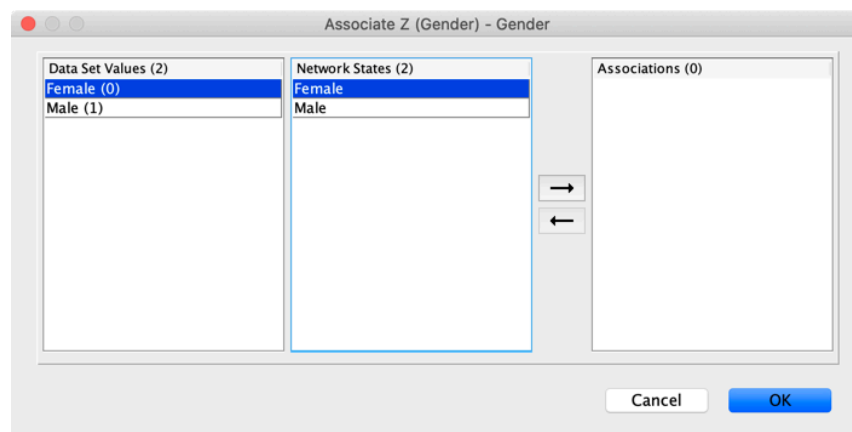 Associate Z (Gender) - Gender
Data Set Values (2)
Female (0)
Male (1)
Network States (2)
Female
Male
Associations (0)
Cancel
OK